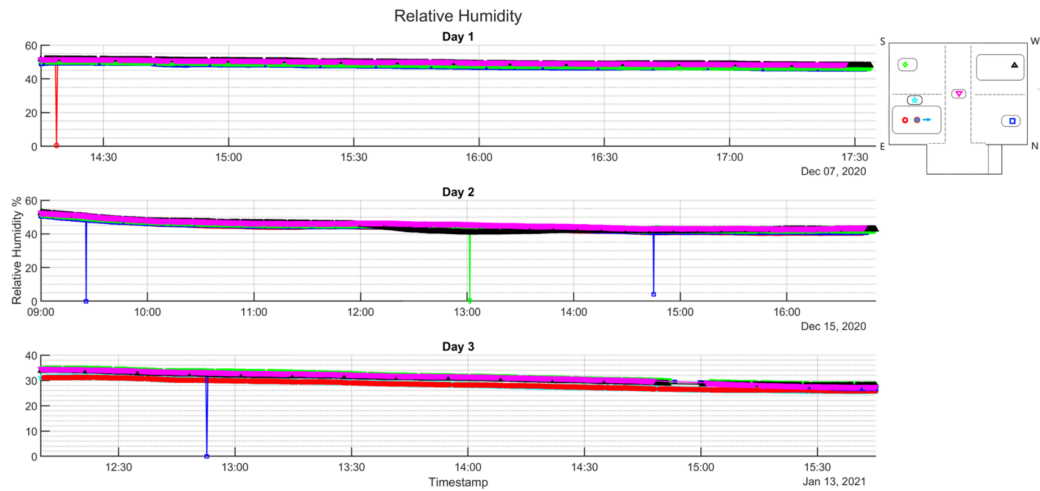 Relative Humidity
Day 1
60
40
20
0
14:30 15:00 15:30 16:00 16:30 17:00 17:30
Dec 07, 2020
S W
E N
Day 2
Relative Humidity %
60
40
20
0
09:00 10:00 11:00 12:00 13:00 14:00 15:00 16:00
Dec 15, 2020
Day 3
40
30
20
10
0
12:30 13:00 13:30 14:00 14:30 15:00 15:30
Timestamp
Jan 13, 2021